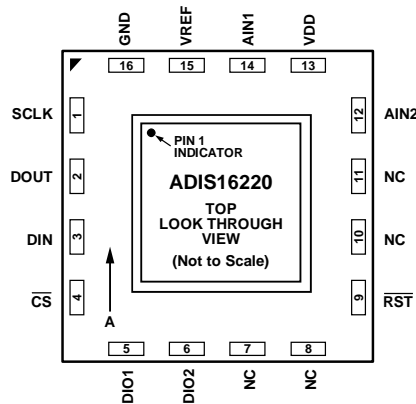 GND VREF AIN1 VDD
16 15 14 13
SCLK 1
DOUT 2
DIN 3
C̅S̅ 4
PIN 1
INDICATOR
ADIS16220
TOP
LOOK THROUGH
VIEW
(Not to Scale)
A
12 AIN2
11 NC
10 NC
9 R̅S̅T̅
5 6 7 8
DIO1 DIO2 NC NC